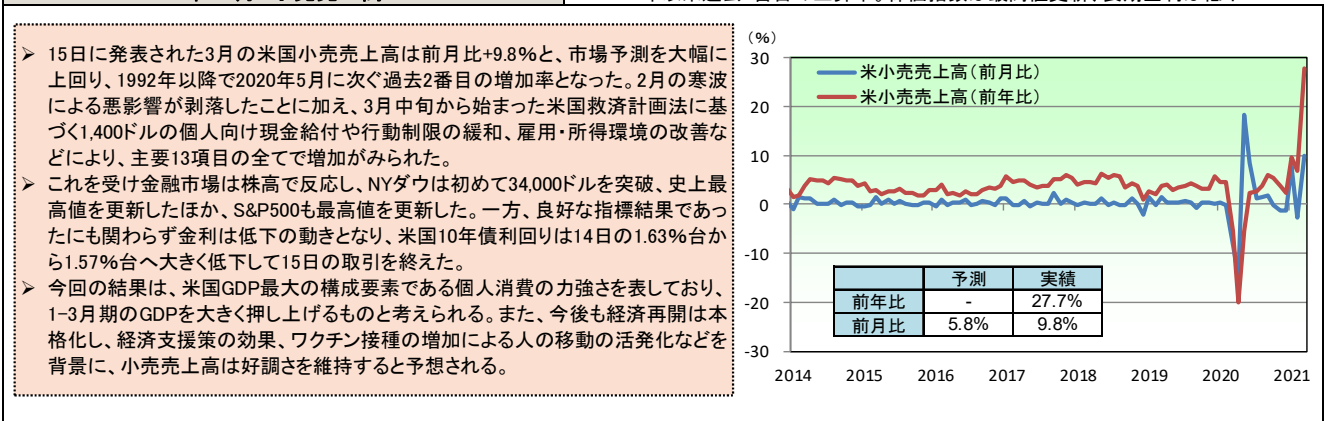 ➢ 15日に発表された3月の米国小売売上高は前月比+9.8%と、市場予測を大幅に
上回り、1992年以降で2020年5月に次ぐ過去2番目の増加率となった。2月の寒波
による悪影響が剥落したことに加え、3月中旬から始まった米国救済計画法に基
づく1,400ドルの個人向け現金給付や行動制限の緩和、雇用・所得環境の改善な
どにより、主要13項目の全てで増加がみられた。
➢ これを受け金融市場は株高で反応し、NYダウは初めて34,000ドルを突破、史上最
高値を更新したほか、S&P500も最高値を更新した。一方、良好な指標結果であっ
たにも関わらず金利は低下の動きとなり、米国10年債利回りは14日の1.63%台か
ら1.57%台へ大きく低下して15日の取引を終えた。
➢ 今回の結果は、米国GDP最大の構成要素である個人消費の力強さを表しており、
1-3月期のGDPを大きく押し上げるものと考えられる。また、今後も経済再開は本
格化し、経済支援策の効果、ワクチン接種の増加による人の移動の活発化などを
背景に、小売売上高は好調さを維持すると予想される。
(%)
30
20
10
0
-10
-20
-30
米小売売上高(前月比)
米小売売上高(前年比)
予測 実績
前年比 - 27.7%
前月比 5.8% 9.8%
2014 2015 2016 2017 2018 2019 2020 2021